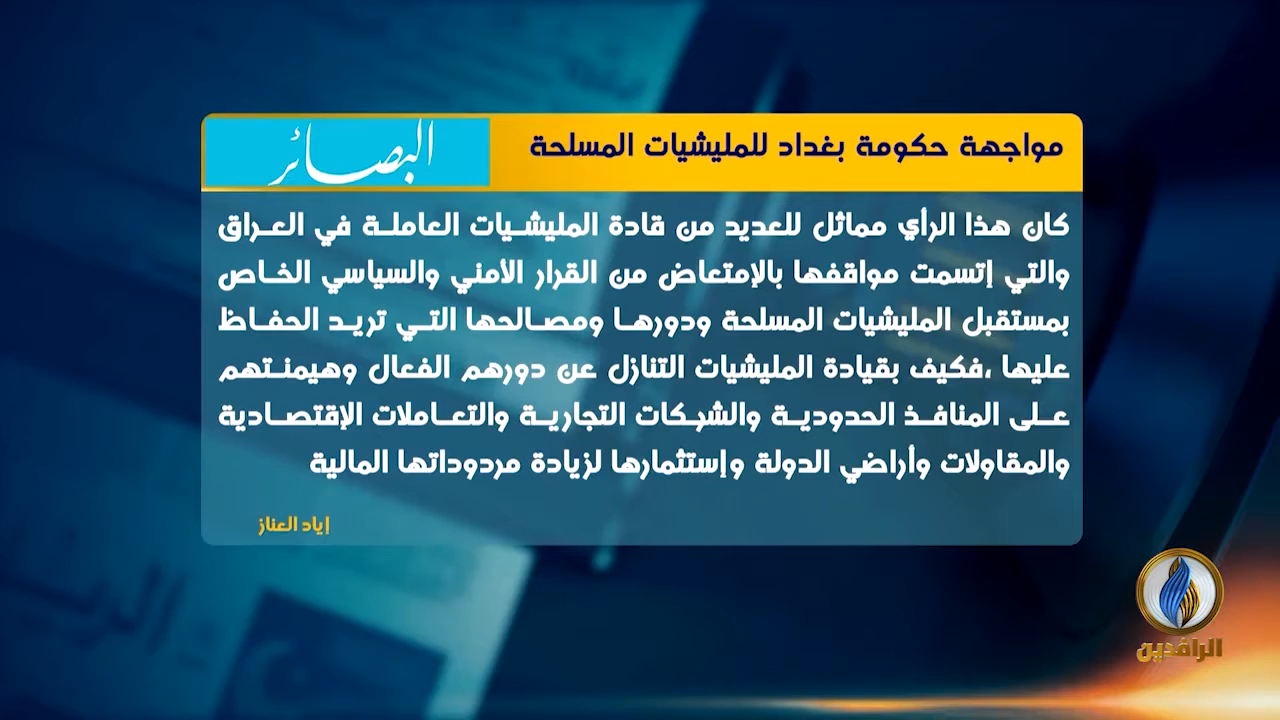 مواجهة حكومة بغداد للمليشيات المسلحة
البصائر
كان هذا الرأي مماثل للعديد من قادة المليشيات العاملة في العراق
والتي إتسمت مواقفها بالإمتعاض من القرار الأمني والسياسي الخاص
بمستقبل المليشيات المسلحة ودورها ومصالحها التي تريد الحفاظ
عليها ،فكيف بقيادة المليشيات التنازل عن دورهم الفعال وهيمنتهم
على المنافذ الحدودية والشركات التجارية والتعاملات الإقتصادية
والمقاولات وأراضي الدولة وإستثمارها لزيادة مردوداتها المالية
إياد العناز
الرافدين